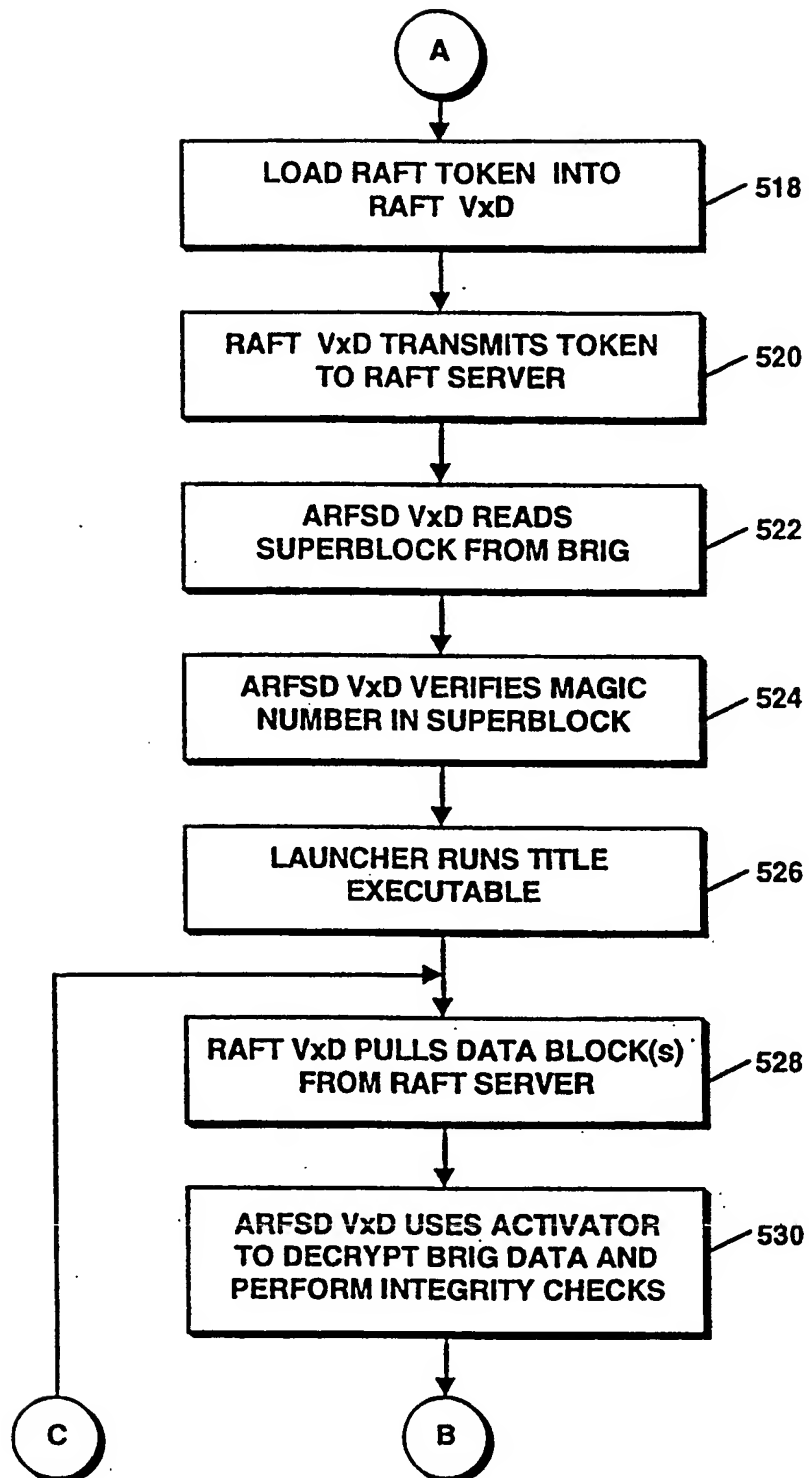 A
LOAD RAFT TOKEN INTO
RAFT VxD
518
RAFT VxD TRANSMITS TOKEN
TO RAFT SERVER
520
ARFSD VxD READS
SUPERBLOCK FROM BRIG
522
ARFSD VxD VERIFIES MAGIC
NUMBER IN SUPERBLOCK
524
LAUNCHER RUNS TITLE
EXECUTABLE
526
RAFT VxD PULLS DATA BLOCK(s)
FROM RAFT SERVER
528
ARFSD VxD USES ACTIVATOR
TO DECRYPT BRIG DATA AND
PERFORM INTEGRITY CHECKS
530
C
B